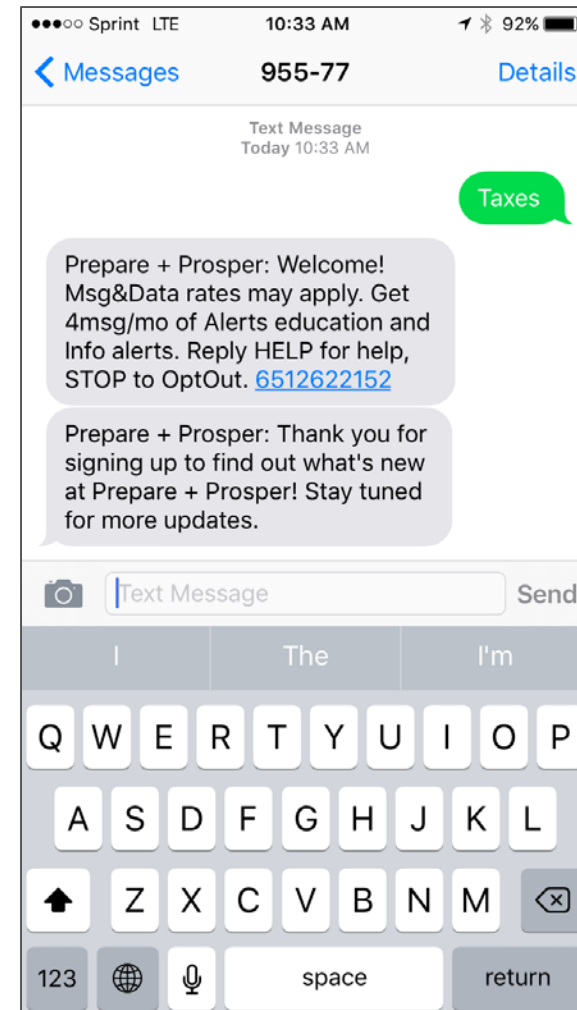 Sprint LTE 10:33 AM 92%
Messages 955-77 Details
Text Message
Today 10:33 AM
Taxes
Prepare + Prosper: Welcome!
Msg&Data rates may apply. Get
4msg/mo of Alerts education and
Info alerts. Reply HELP for help,
STOP to OptOut. 6512622152
Prepare + Prosper: Thank you for
signing up to find out what's new
at Prepare + Prosper! Stay tuned
for more updates.
Text Message Send
I The I'm
Q W E R T Y U I O P
A S D F G H J K L
Z X C V B N M
123 space return